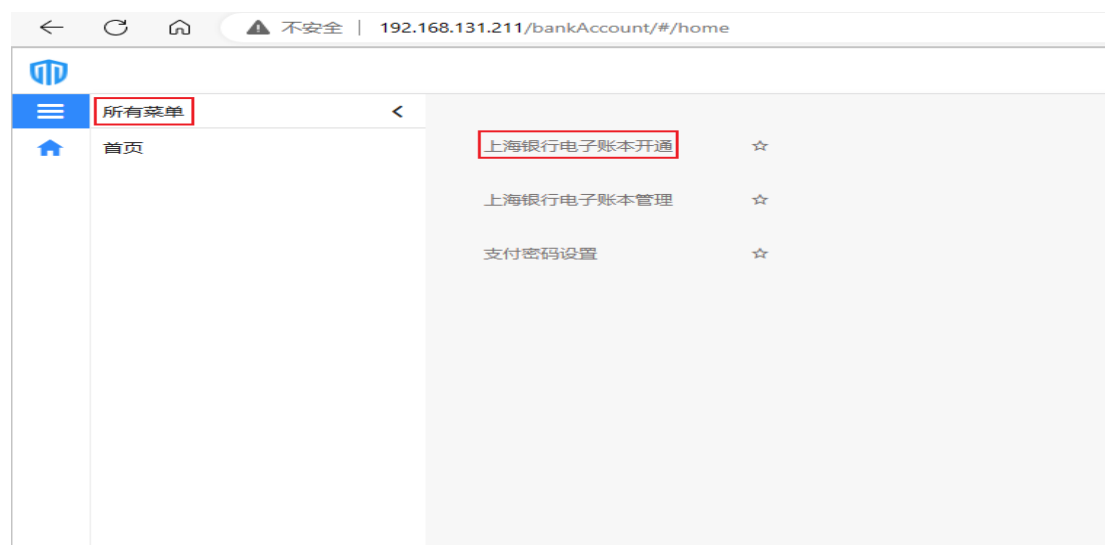 不安全 | 192.168.131.211/bankAccount/#/home
所有菜单
首页
上海银行电子账本开通
上海银行电子账本管理
支付密码设置